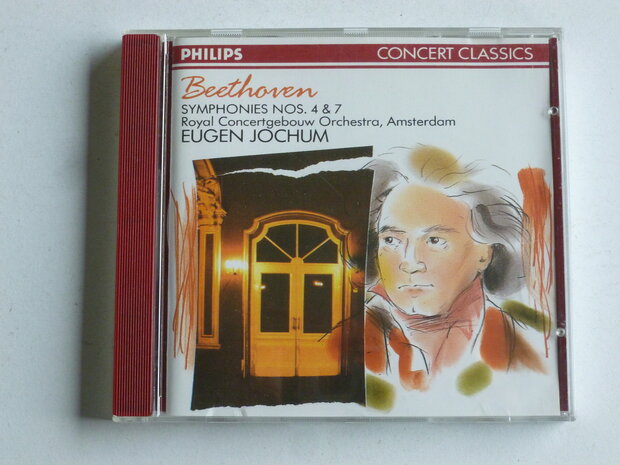 PHILIPS CONCERT CLASSICS
Beethoven
SYMPHONIES NOS. 4 & 7
Royal Concertgebouw Orchestra, Amsterdam
EUGEN JOCHUM